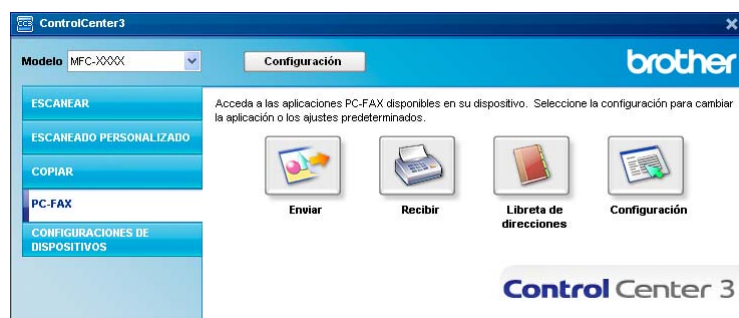 ControlCenter3
Modelo MFC-XXXX Configuración
brother
ESCANEAR
ESCANEADO PERSONALIZADO
COPIAR
PC-FAX
CONFIGURACIONES DE
DISPOSITIVOS
Acceda a las aplicaciones PC-FAX disponibles en su dispositivo. Seleccione la configuración para cambiar
la aplicación o los ajustes predeterminados.
Enviar
Recibir
Libreta de
direcciones
Configuración
Control Center 3